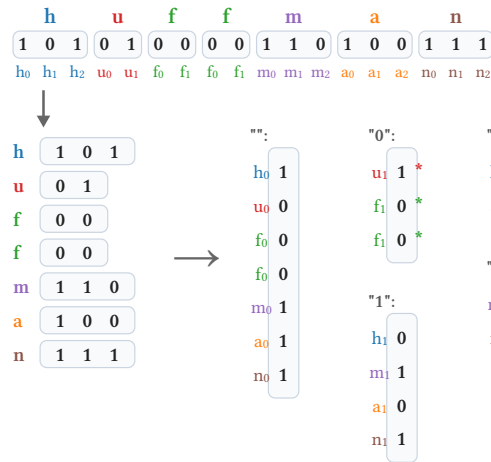 h u f f m a n
1 0 1 0 1 0 0 0 0 1 1 0 1 0 0 1 1 1
h₀ h₁ h₂ u₀ u₁ f₀ f₁ f₀ f₁ m₀ m₁ m₂ a₀ a₁ a₂ n₀ n₁ n₂
h 1 0 1
u 0 1
f 0 0
f 0 0
m 1 1 0
a 1 0 0
n 1 1 1
"":
h₀ 1
u₀ 0
f₀ 0
f₀ 0
m₀ 1
a₀ 1
n₀ 1
"0":
u₁ 1 *
f₁ 0 *
f₁ 0 *
"1":
h₁ 0
m₁ 1
a₁ 0
n₁ 1